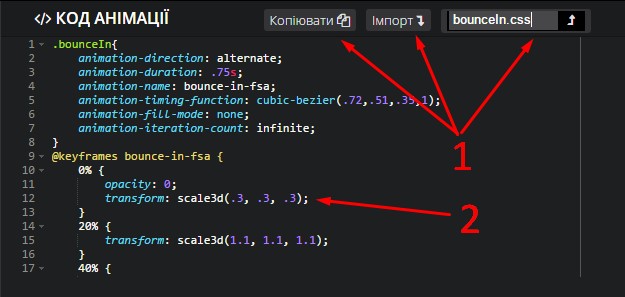 </> КОД АНІМАЦІЇ Копіювати Імпорт bounceIn.css
1 .bounceIn{
2 animation-direction: alternate;
3 animation-duration: .75s;
4 animation-name: bounce-in-fsa;
5 animation-timing-function: cubic-bezier(.72,.51,.35,1);
6 animation-fill-mode: none;
7 animation-iteration-count: infinite;
8 }
1
9 @keyframes bounce-in-fsa {
10 0% {
11 opacity: 0;
12 transform: scale3d(.3, .3, .3);
13 }
2
14 20% {
15 transform: scale3d(1.1, 1.1, 1.1);
16 }
17 40% {